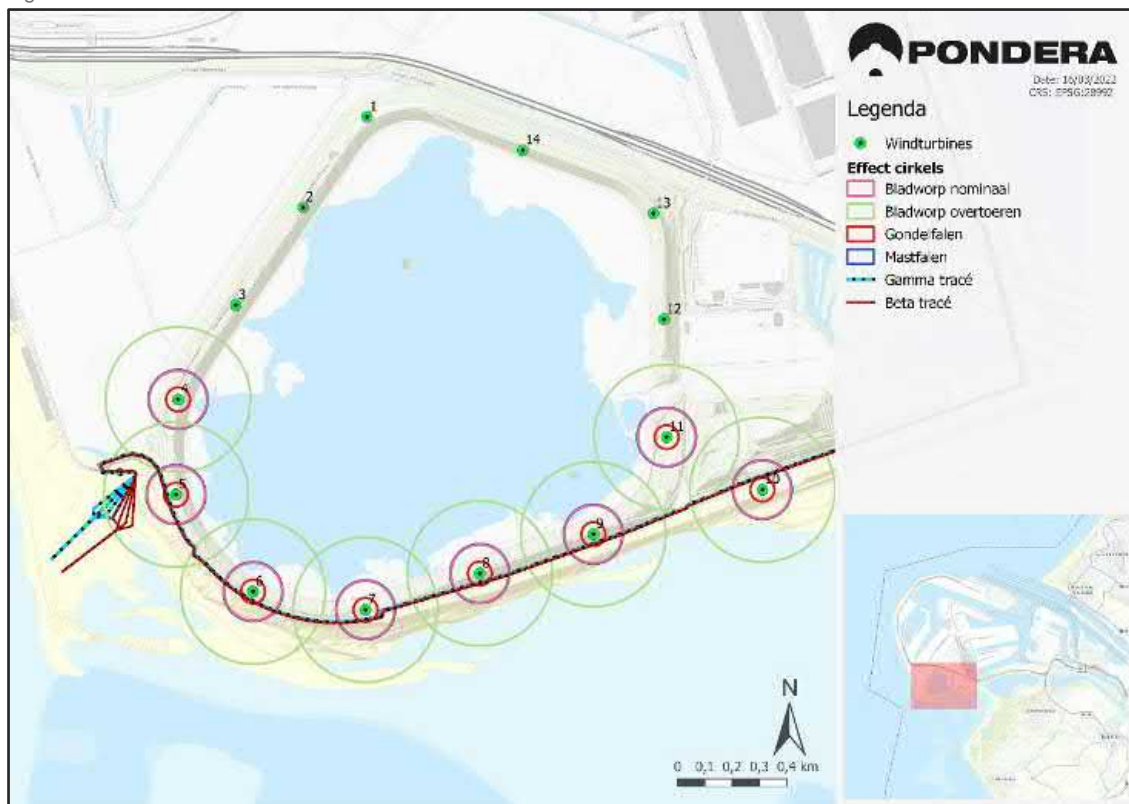 PONDERA
Date: 16/03/2022
CRS: EPSG:28992
Legenda
Windturbines
Effect cirkels
Bladworp nominaal
Bladworp overtoeren
Gondelfalen
Mastfalen
Gamma tracé
Beta tracé
1
14
2
13
3
12
4
11
5
10
9
8
6
7
N
0 0,1 0,2 0,3 0,4 km